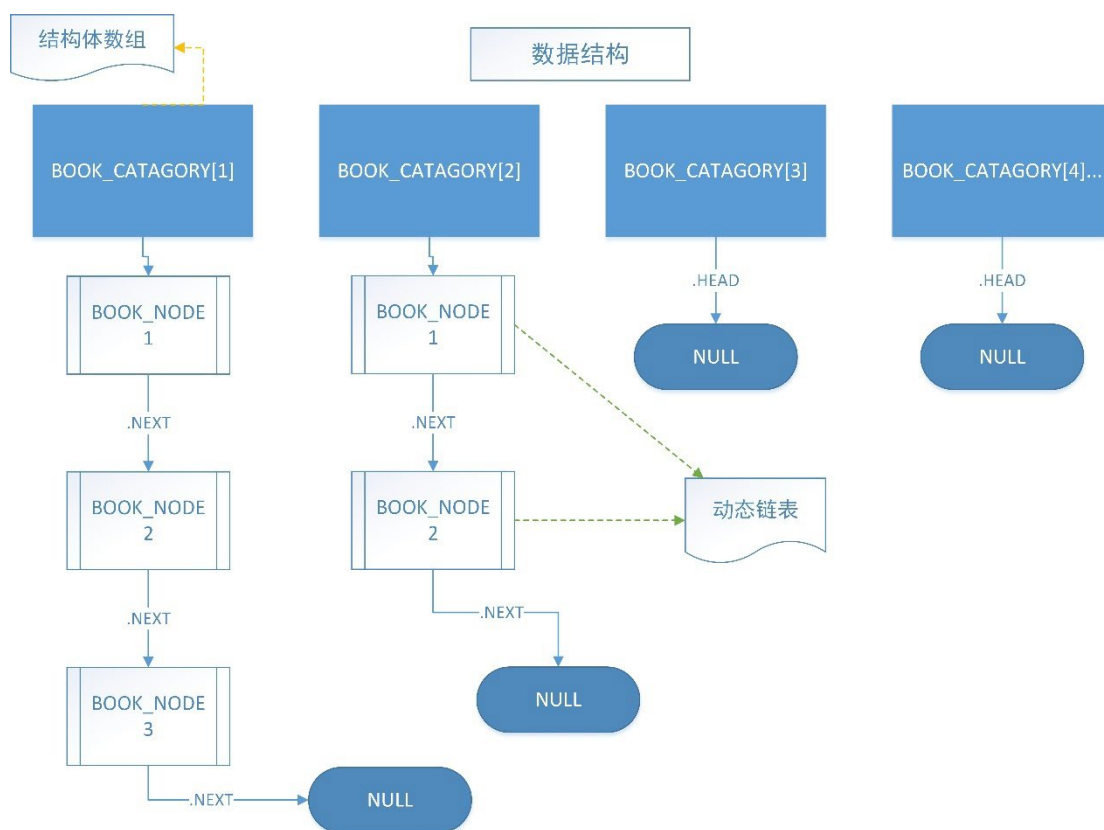 结构体数组
数据结构
BOOK_CATAGORY[1]
BOOK_CATAGORY[2]
BOOK_CATAGORY[3]
BOOK_CATAGORY[4]...
.HEAD
.HEAD
BOOK_NODE
1
BOOK_NODE
1
NULL
NULL
.NEXT
.NEXT
BOOK_NODE
2
BOOK_NODE
2
动态链表
.NEXT
.NEXT
BOOK_NODE
3
NULL
.NEXT
NULL